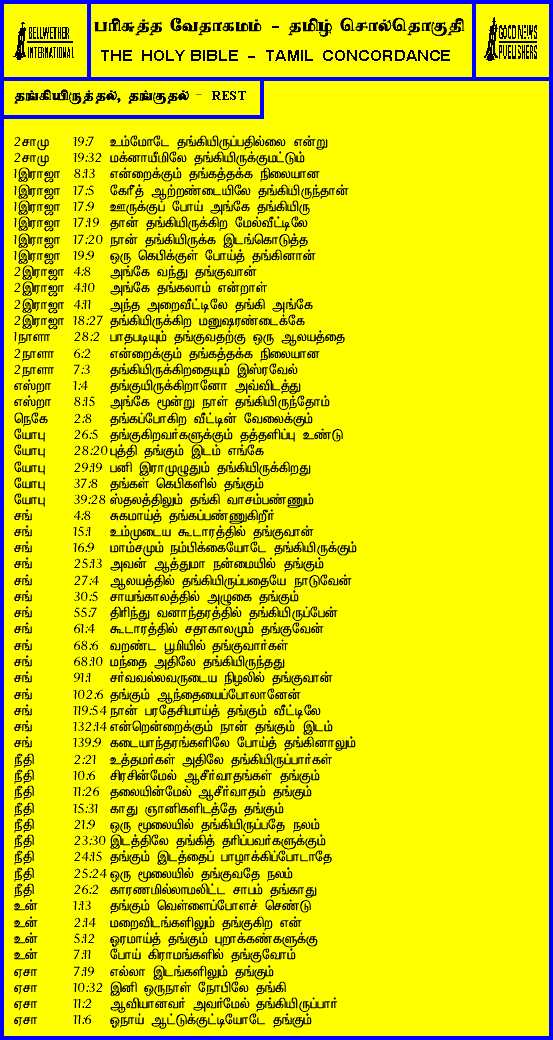 BELLWETHER
INTERNATIONAL
பரிசுத்த வேதாகமம் - தமிழ் சொல்தொகுதி
THE HOLY BIBLE - TAMIL CONCORDANCE
GOOD NEWS
PUBLISHERS
தங்கியிருத்தல், தங்குதல் - REST
2சாமு 19:7 உம்மோடே தங்கியிருப்பதில்லை என்று
2சாமு 19:32 மக்னாயீமிலே தங்கியிருக்குமட்டும்
1இராஜா 8:13 என்றைக்கும் தங்கத்தக்க நிலையான
1இராஜா 17:5 கேரீத் ஆற்றண்டையிலே தங்கியிருந்தான்
1இராஜா 17:9 ஊருக்குப் போய் அங்கே தங்கியிரு
1இராஜா 17:19 தான் தங்கியிருக்கிற மேல்வீட்டிலே
1இராஜா 17:20 நான் தங்கியிருக்க இடங்கொடுத்த
1இராஜா 19:9 ஒரு கெபிக்குள் போய்த் தங்கினான்
2இராஜா 4:8 அங்கே வந்து தங்குவான்
2இராஜா 4:10 அங்கே தங்கலாம் என்றாள்
2இராஜா 4:11 அந்த அறைவீட்டிலே தங்கி அங்கே
2இராஜா 18:27 தங்கியிருக்கிற மனுஷரண்டைக்கே
1நாளா 28:2 பாதபடியும் தங்குவதற்கு ஒரு ஆலயத்தை
2நாளா 6:2 என்றைக்கும் தங்கத்தக்க நிலையான
2நாளா 7:3 தங்கியிருக்கிறதையும் இஸ்ரவேல்
எஸ்றா 1:4 தங்குயிருக்கிறானோ அவ்விடத்து
எஸ்றா 8:15 அங்கே மூன்று நாள் தங்கியிருந்தோம்
நெகே 2:8 தங்கப்போகிற வீட்டின் வேலைக்கும்
யோபு 26:5 தங்குகிறவர்களுக்கும் தத்தளிப்பு உண்டு
யோபு 28:20 புத்தி தங்கும் இடம் எங்கே
யோபு 29:19 பனி இராமுழுதும் தங்கியிருக்கிறது
யோபு 37:8 தங்கள் கெபிகளில் தங்கும்
யோபு 39:28 ஸ்தலத்திலும் தங்கி வாசம்பண்ணும்
சங் 4:8 சுகமாய்த் தங்கப்பண்ணுகிறீர்
சங் 15:1 உம்முடைய கூடாரத்தில் தங்குவான்
சங் 16:9 மாம்சமும் நம்பிக்கையோடே தங்கியிருக்கும்
சங் 25:13 அவன் ஆத்துமா நன்மையில் தங்கும்
சங் 27:4 ஆலயத்தில் தங்கியிருப்பதையே நாடுவேன்
சங் 30:5 சாயங்காலத்தில் அழுகை தங்கும்
சங் 55:7 திரிந்து வனாந்தரத்தில் தங்கியிருப்பேன்
சங் 61:4 கூடாரத்தில் சதாகாலமும் தங்குவேன்
சங் 68:6 வறண்ட பூமியில் தங்குவார்கள்
சங் 68:10 மந்தை அதிலே தங்கியிருந்தது
சங் 91:1 சர்வவல்லவருடைய நிழலில் தங்குவான்
சங் 102:6 தங்கும் ஆந்தையைப்போலானேன்
சங் 119:54 நான் பரதேசியாய்த் தங்கும் வீட்டிலே
சங் 132:14 என்றென்றைக்கும் நான் தங்கும் இடம்
சங் 139:9 கடையாந்தரங்களிலே போய்த் தங்கினாலும்
நீதி 2:21 உத்தமர்கள் அதிலே தங்கியிருப்பார்கள்
நீதி 10:6 சிரசின்மேல் ஆசீர்வாதங்கள் தங்கும்
நீதி 11:26 தலையின்மேல் ஆசீர்வாதம் தங்கும்
நீதி 15:31 காது ஞானிகளிடத்தே தங்கும்
நீதி 21:9 ஒரு மூலையில் தங்கியிருப்பதே நலம்
நீதி 23:30 இடத்திலே தங்கித் தரிப்பவர்களுக்கும்
நீதி 24:15 தங்கும் இடத்தைப் பாழாக்கிப்போடாதே
நீதி 25:24 ஒரு மூலையில் தங்குவதே நலம்
நீதி 26:2 காரணமில்லாமலிட்ட சாபம் தங்காது
உன் 1:13 தங்கும் வெள்ளைப்போளச் செண்டு
உன் 2:14 மறைவிடங்களிலும் தங்குகிற என்
உன் 5:12 ஓரமாய்த் தங்கும் புறாக்கண்களுக்கு
உன் 7:11 போய் கிராமங்களில் தங்குவோம்
ஏசா 7:19 எல்லா இடங்களிலும் தங்கும்
ஏசா 10:32 இனி ஒருநாள் நோபிலே தங்கி
ஏசா 11:2 ஆவியானவர் அவர்மேல் தங்கியிருப்பார்
ஏசா 11:6 ஓநாய் ஆட்டுக்குட்டியோடே தங்கும்